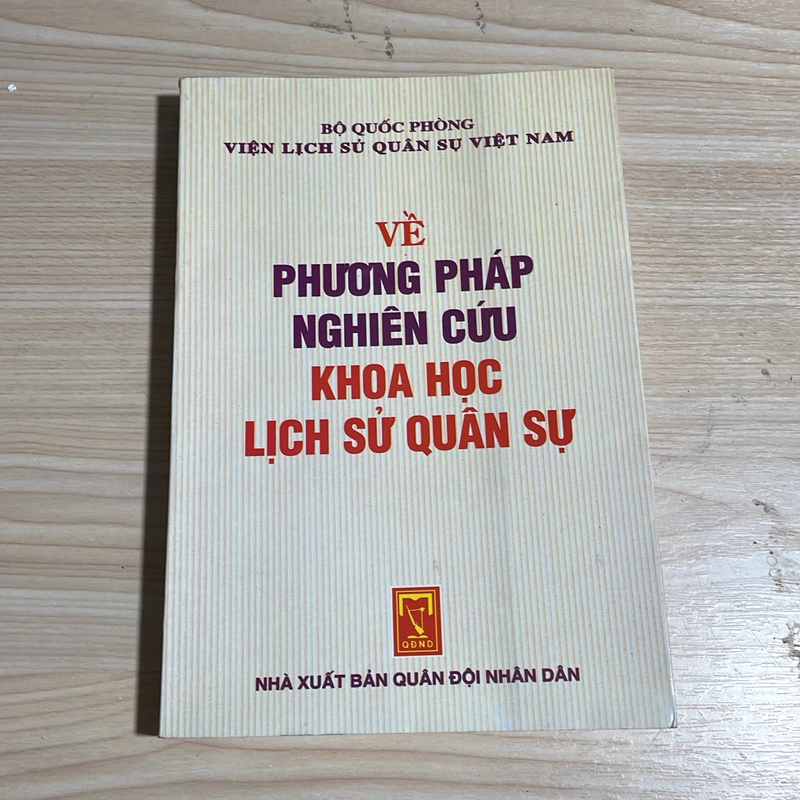 BỘ QUỐC PHÒNG
VIỆN LỊCH SỬ QUÂN SỰ VIỆT NAM
VỀ
PHƯƠNG PHÁP
NGHIÊN CỨU
KHOA HỌC
LỊCH SỬ QUÂN SỰ
QĐND
NHÀ XUẤT BẢN QUÂN ĐỘI NHÂN DÂN